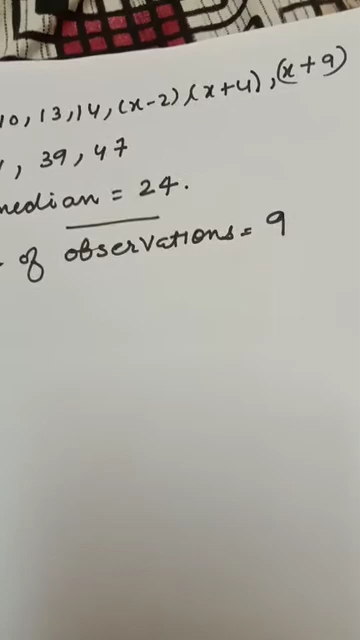 10, 13, 14, (x-2), (x+4), (x+9)
, 39, 47
median = 24.
of observations = 9